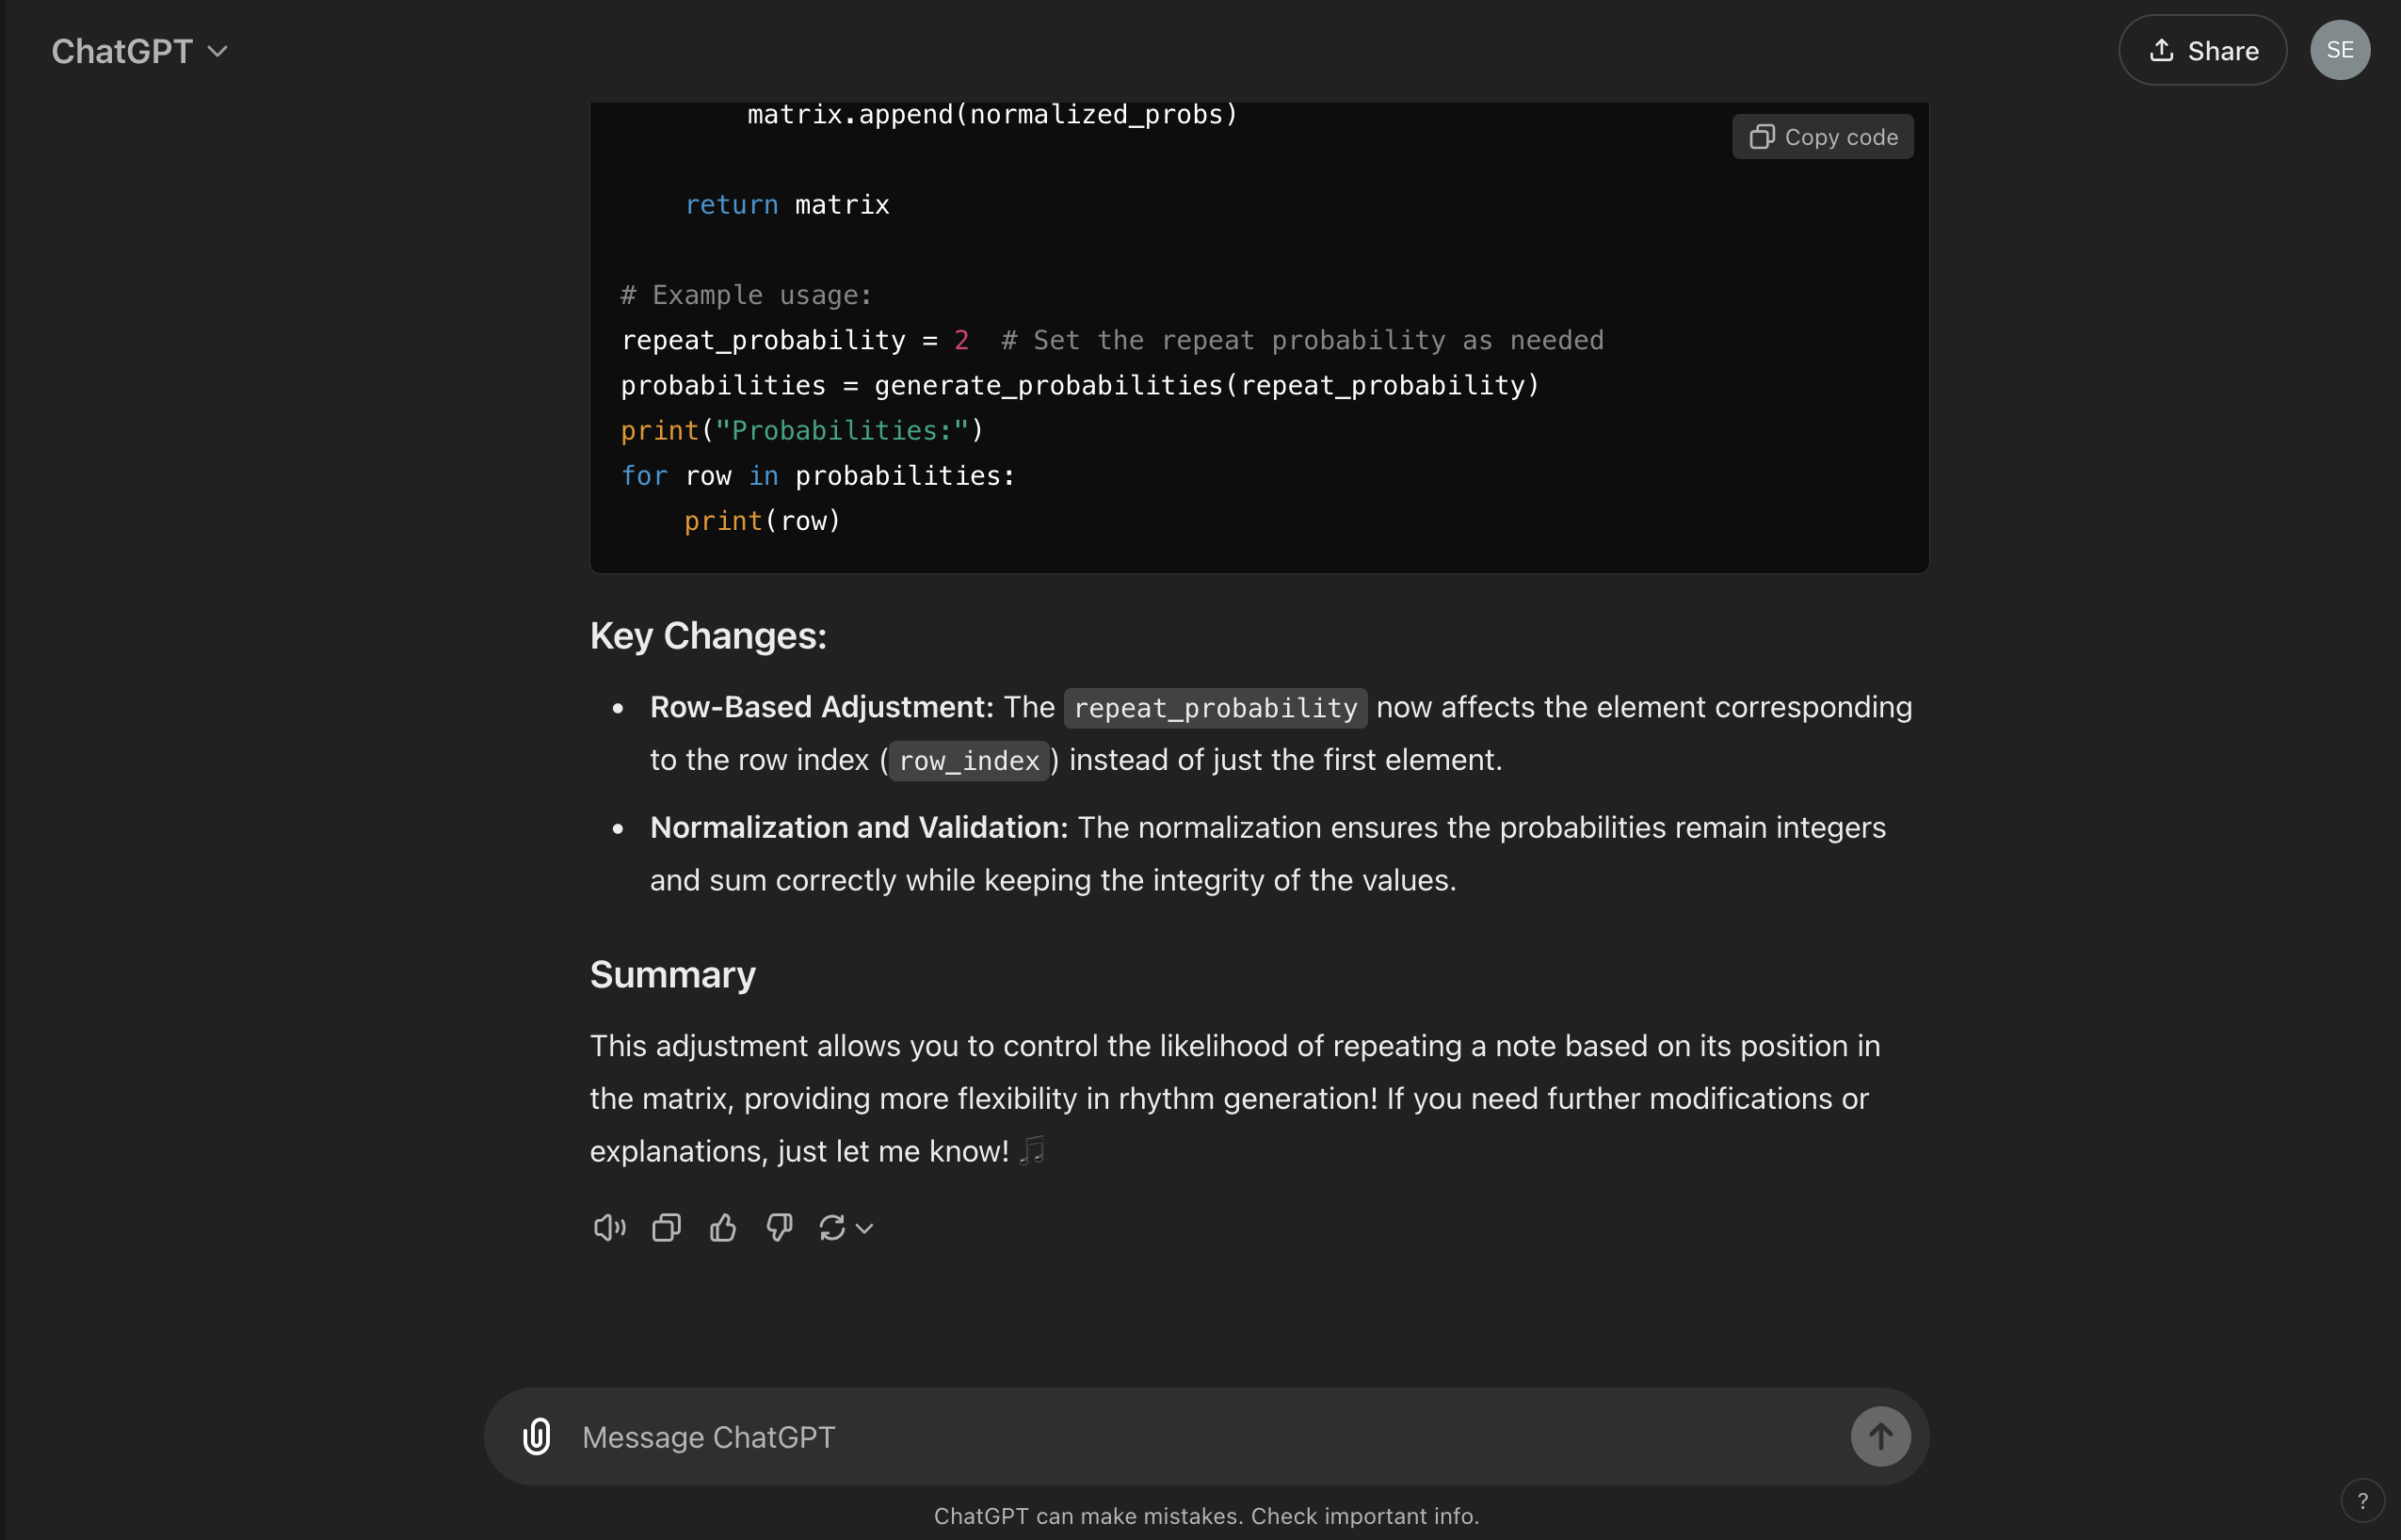 ChatGPT
Share
SE
        matrix.append(normalized_probs)
Copy code
    return matrix
# Example usage:
repeat_probability = 2  # Set the repeat probability as needed
probabilities = generate_probabilities(repeat_probability)
print("Probabilities:")
for row in probabilities:
    print(row)
Key Changes:
• Row-Based Adjustment: The repeat_probability now affects the element corresponding
to the row index (row_index) instead of just the first element.
• Normalization and Validation: The normalization ensures the probabilities remain integers
and sum correctly while keeping the integrity of the values.
Summary
This adjustment allows you to control the likelihood of repeating a note based on its position in
the matrix, providing more flexibility in rhythm generation! If you need further modifications or
explanations, just let me know! 🎵
Message ChatGPT
ChatGPT can make mistakes. Check important info.
?